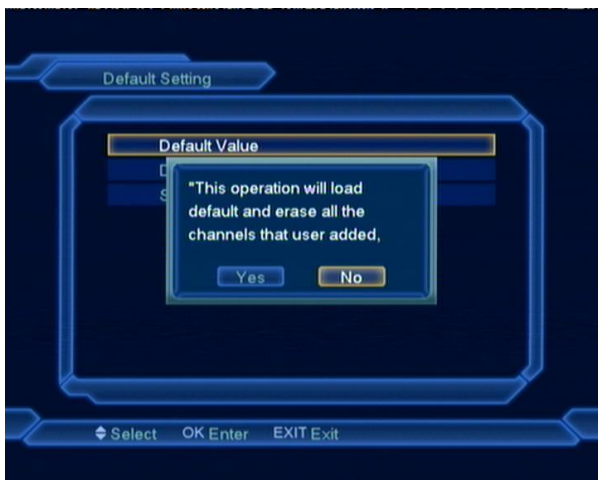 Default Setting
Default Value
"This operation will load
default and erase all the
channels that user added,
Yes No
Select OK Enter EXIT Exit